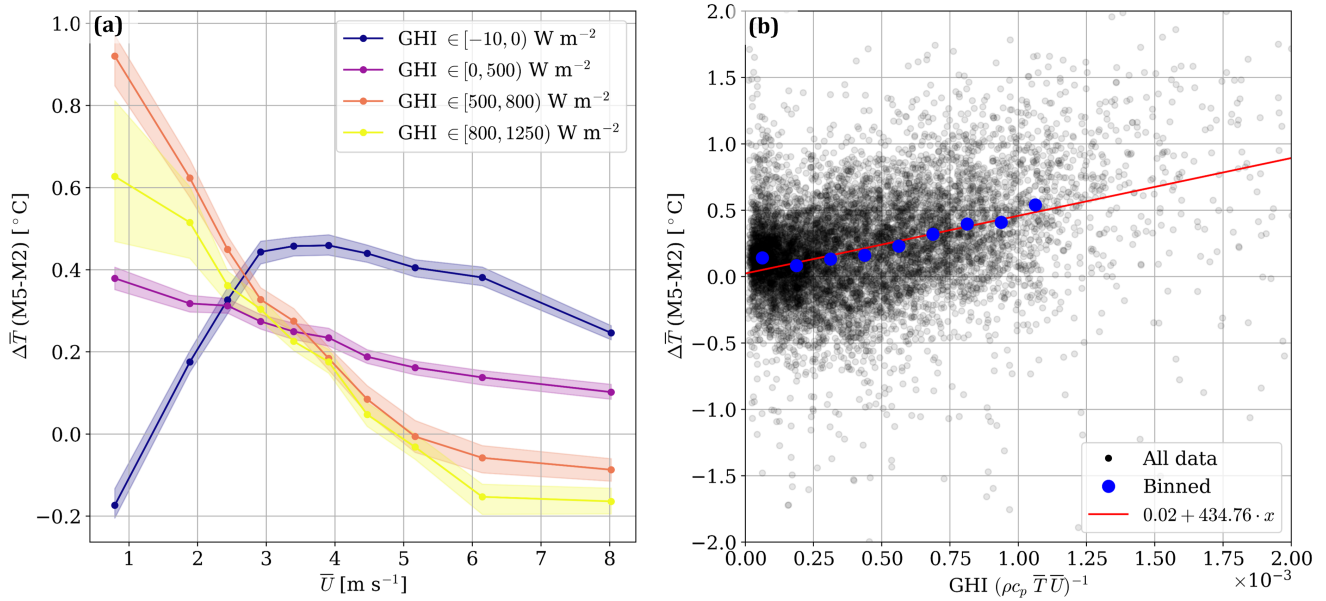 (a)
GHI ∈ [−10, 0) W m⁻²
GHI ∈ [0, 500) W m⁻²
GHI ∈ [500, 800) W m⁻²
GHI ∈ [800, 1250) W m⁻²
1.0
0.8
0.6
0.4
0.2
0.0
−0.2
ΔT̅ (M5-M2) [°C]
1 2 3 4 5 6 7 8
U̅ [m s⁻¹]
(b)
2.0
1.5
1.0
0.5
0.0
−0.5
−1.0
−1.5
−2.0
ΔT̅ (M5-M2) [°C]
All data
Binned
0.02 + 434.76 · x
0.00 0.25 0.50 0.75 1.00 1.25 1.50 1.75 2.00
×10⁻³
GHI (ρcₚ T̅ U̅)⁻¹